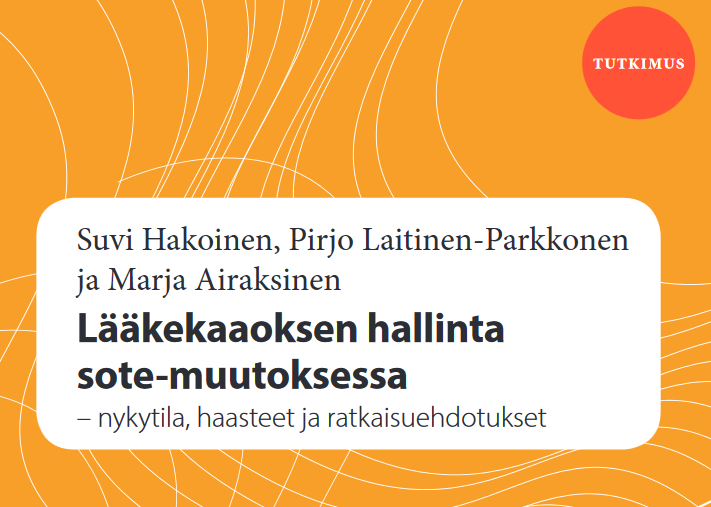 TUTKIMUS
Suvi Hakoinen, Pirjo Laitinen-Parkkonen
ja Marja Airaksinen
Lääkekaaoksen hallinta
sote-muutoksessa
– nykytila, haasteet ja ratkaisuehdotukset